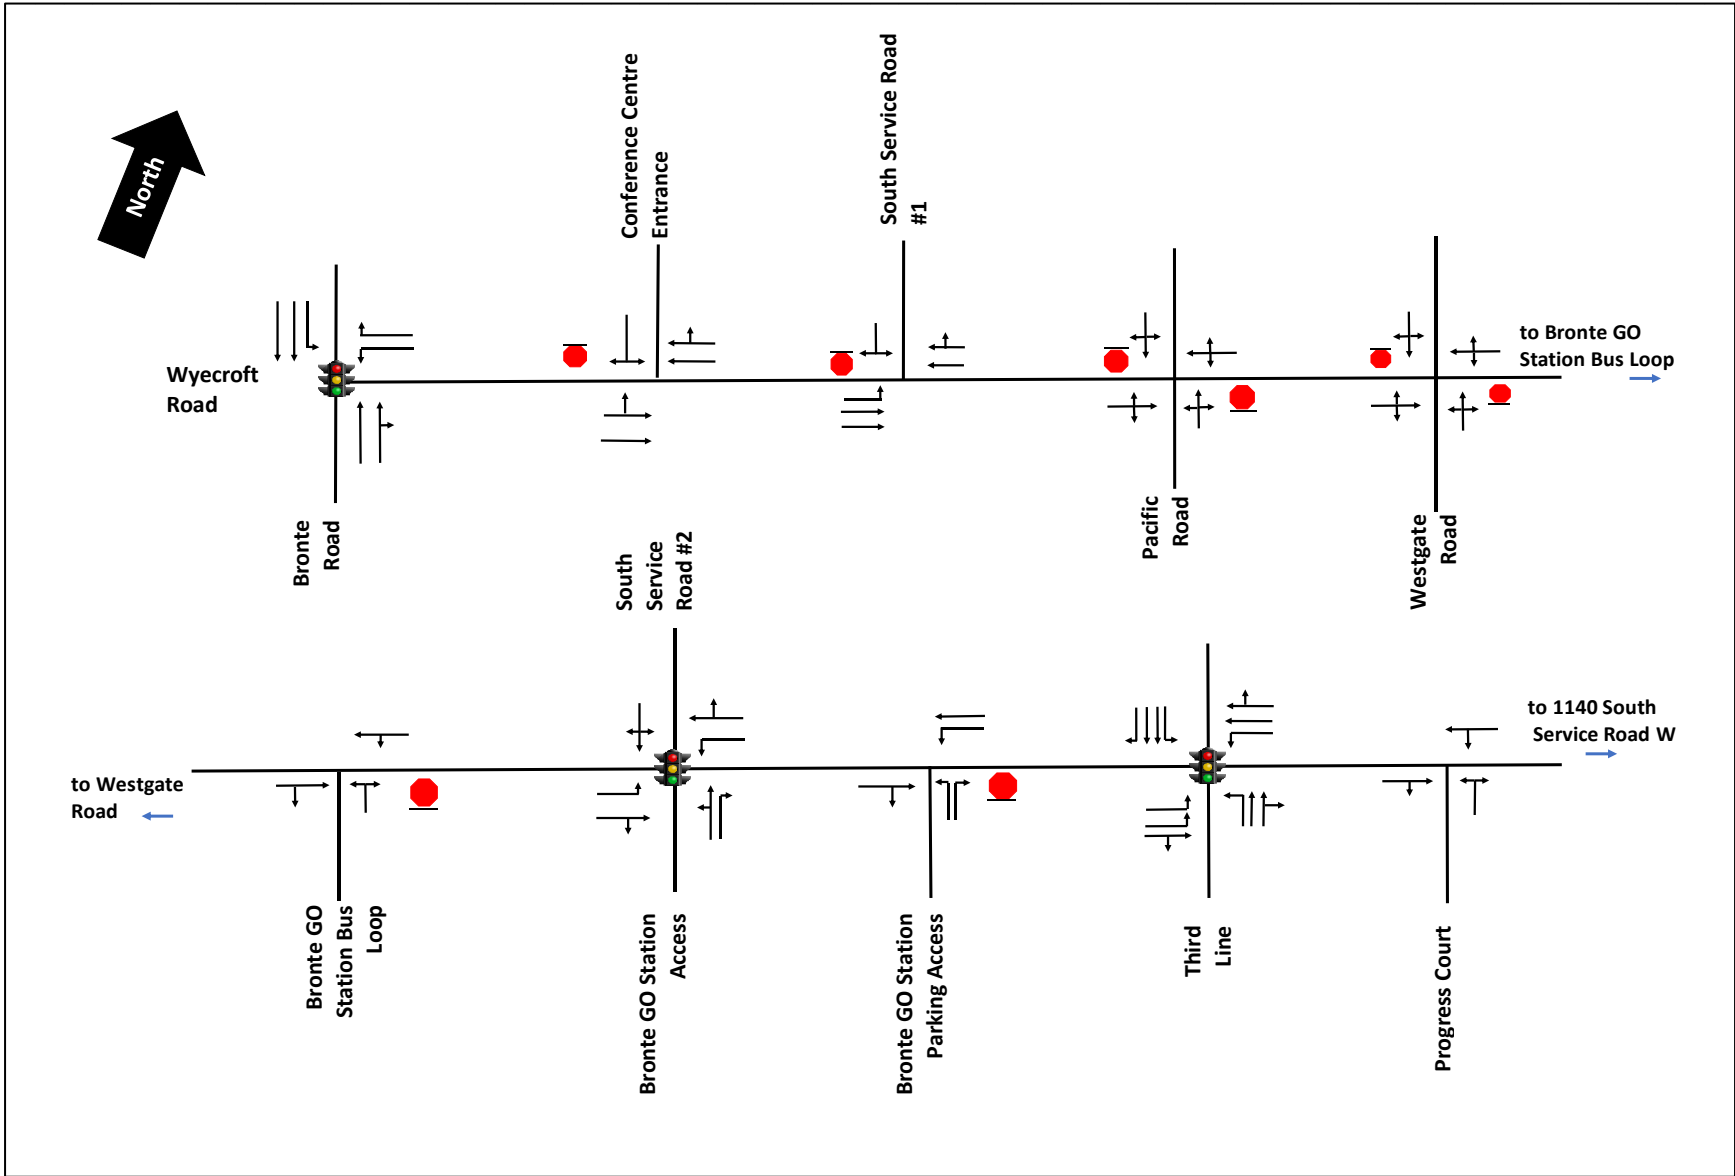 North
Conference Centre
Entrance
South Service Road
#1
Wyecroft
Road
to Bronte GO
Station Bus Loop
Bronte
Road
Pacific
Road
Westgate
Road
South
Service
Road #2
to Westgate
Road
to 1140 South
Service Road W
Bronte GO
Station Bus
Loop
Bronte GO Station
Access
Bronte GO Station
Parking Access
Third
Line
Progress Court